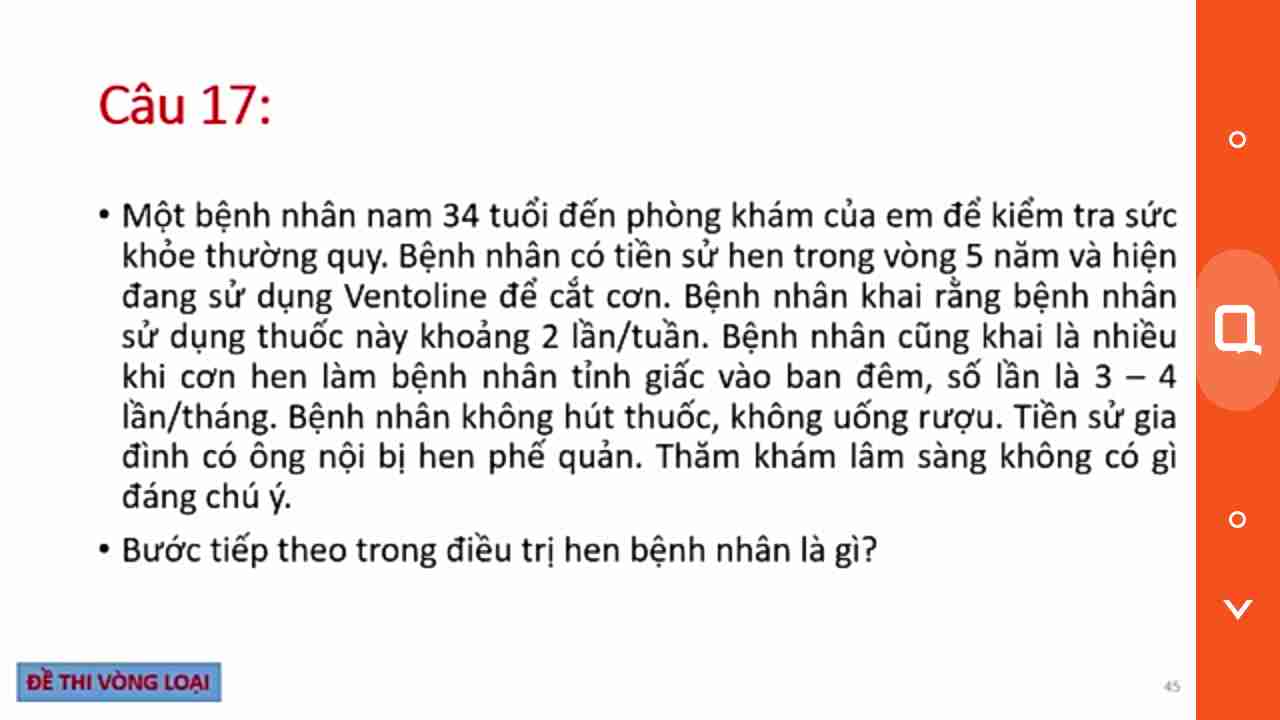 Câu 17:
• Một bệnh nhân nam 34 tuổi đến phòng khám của em để kiểm tra sức
khỏe thường quy. Bệnh nhân có tiền sử hen trong vòng 5 năm và hiện
đang sử dụng Ventoline để cắt cơn. Bệnh nhân khai rằng bệnh nhân
sử dụng thuốc này khoảng 2 lần/tuần. Bệnh nhân cũng khai là nhiều
khi cơn hen làm bệnh nhân tỉnh giấc vào ban đêm, số lần là 3 – 4
lần/tháng. Bệnh nhân không hút thuốc, không uống rượu. Tiền sử gia
đình có ông nội bị hen phế quản. Thăm khám lâm sàng không có gì
đáng chú ý.
• Bước tiếp theo trong điều trị hen bệnh nhân là gì?
ĐỀ THI VÒNG LOẠI
45